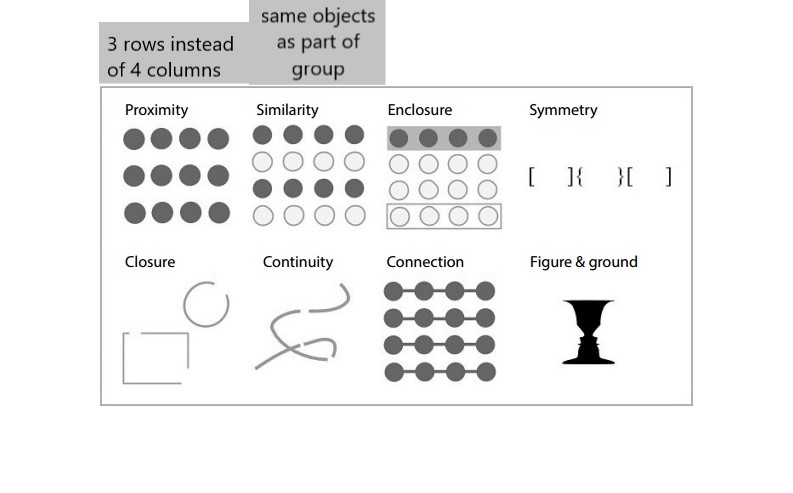 3 rows instead
of 4 columns
same objects
as part of
group
Proximity
Similarity
Enclosure
Symmetry
[ ]{ }[ ]
Closure
Continuity
Connection
Figure & ground